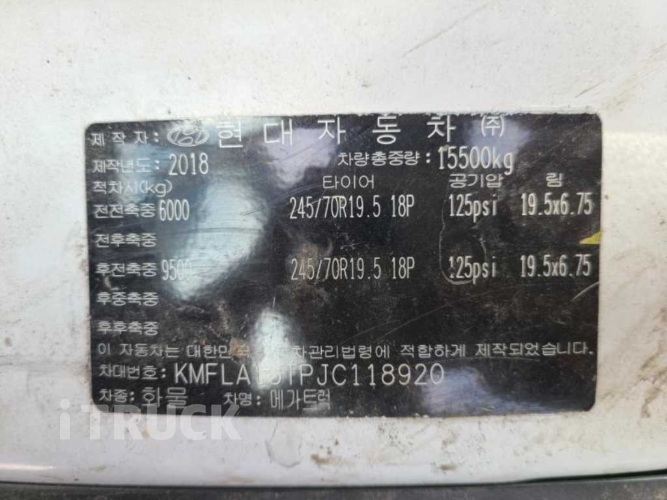 제 작 자: 현 대 자 동 차 ㈜
제작년도: 2018 차량총중량: 15500kg
적차시(kg) 타이어 공기압 림
전전축중 6000 245/70R19.5 18P 125psi 19.5x6.75
전후축중
후전축중 9500 245/70R19.5 18P 125psi 19.5x6.75
후중축중
후후축중
이 자동차는 대한민국 관리법령에 적합하게 제작되었습니다.
차대번호:
차종: 화물 차명: 메가트럭
iTRUCK